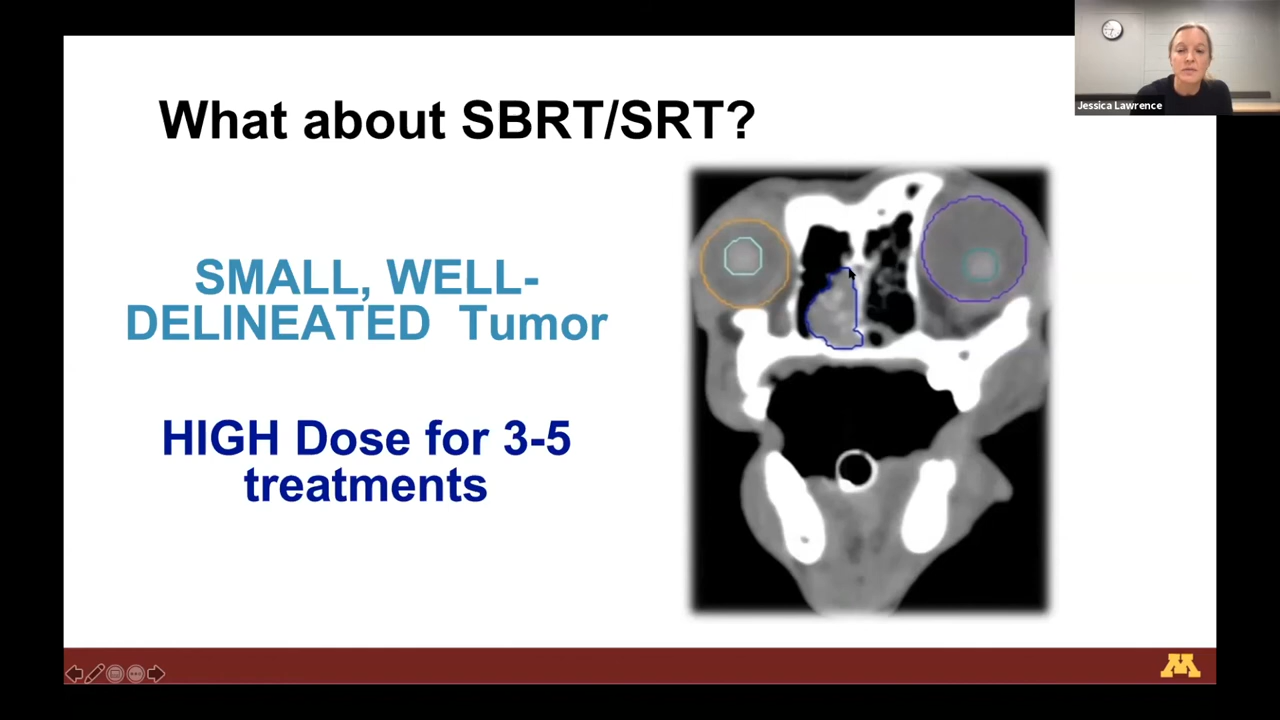 What about SBRT/SRT?
SMALL, WELL-
DELINEATED Tumor
HIGH Dose for 3-5
treatments
Jessica Lawrence
M